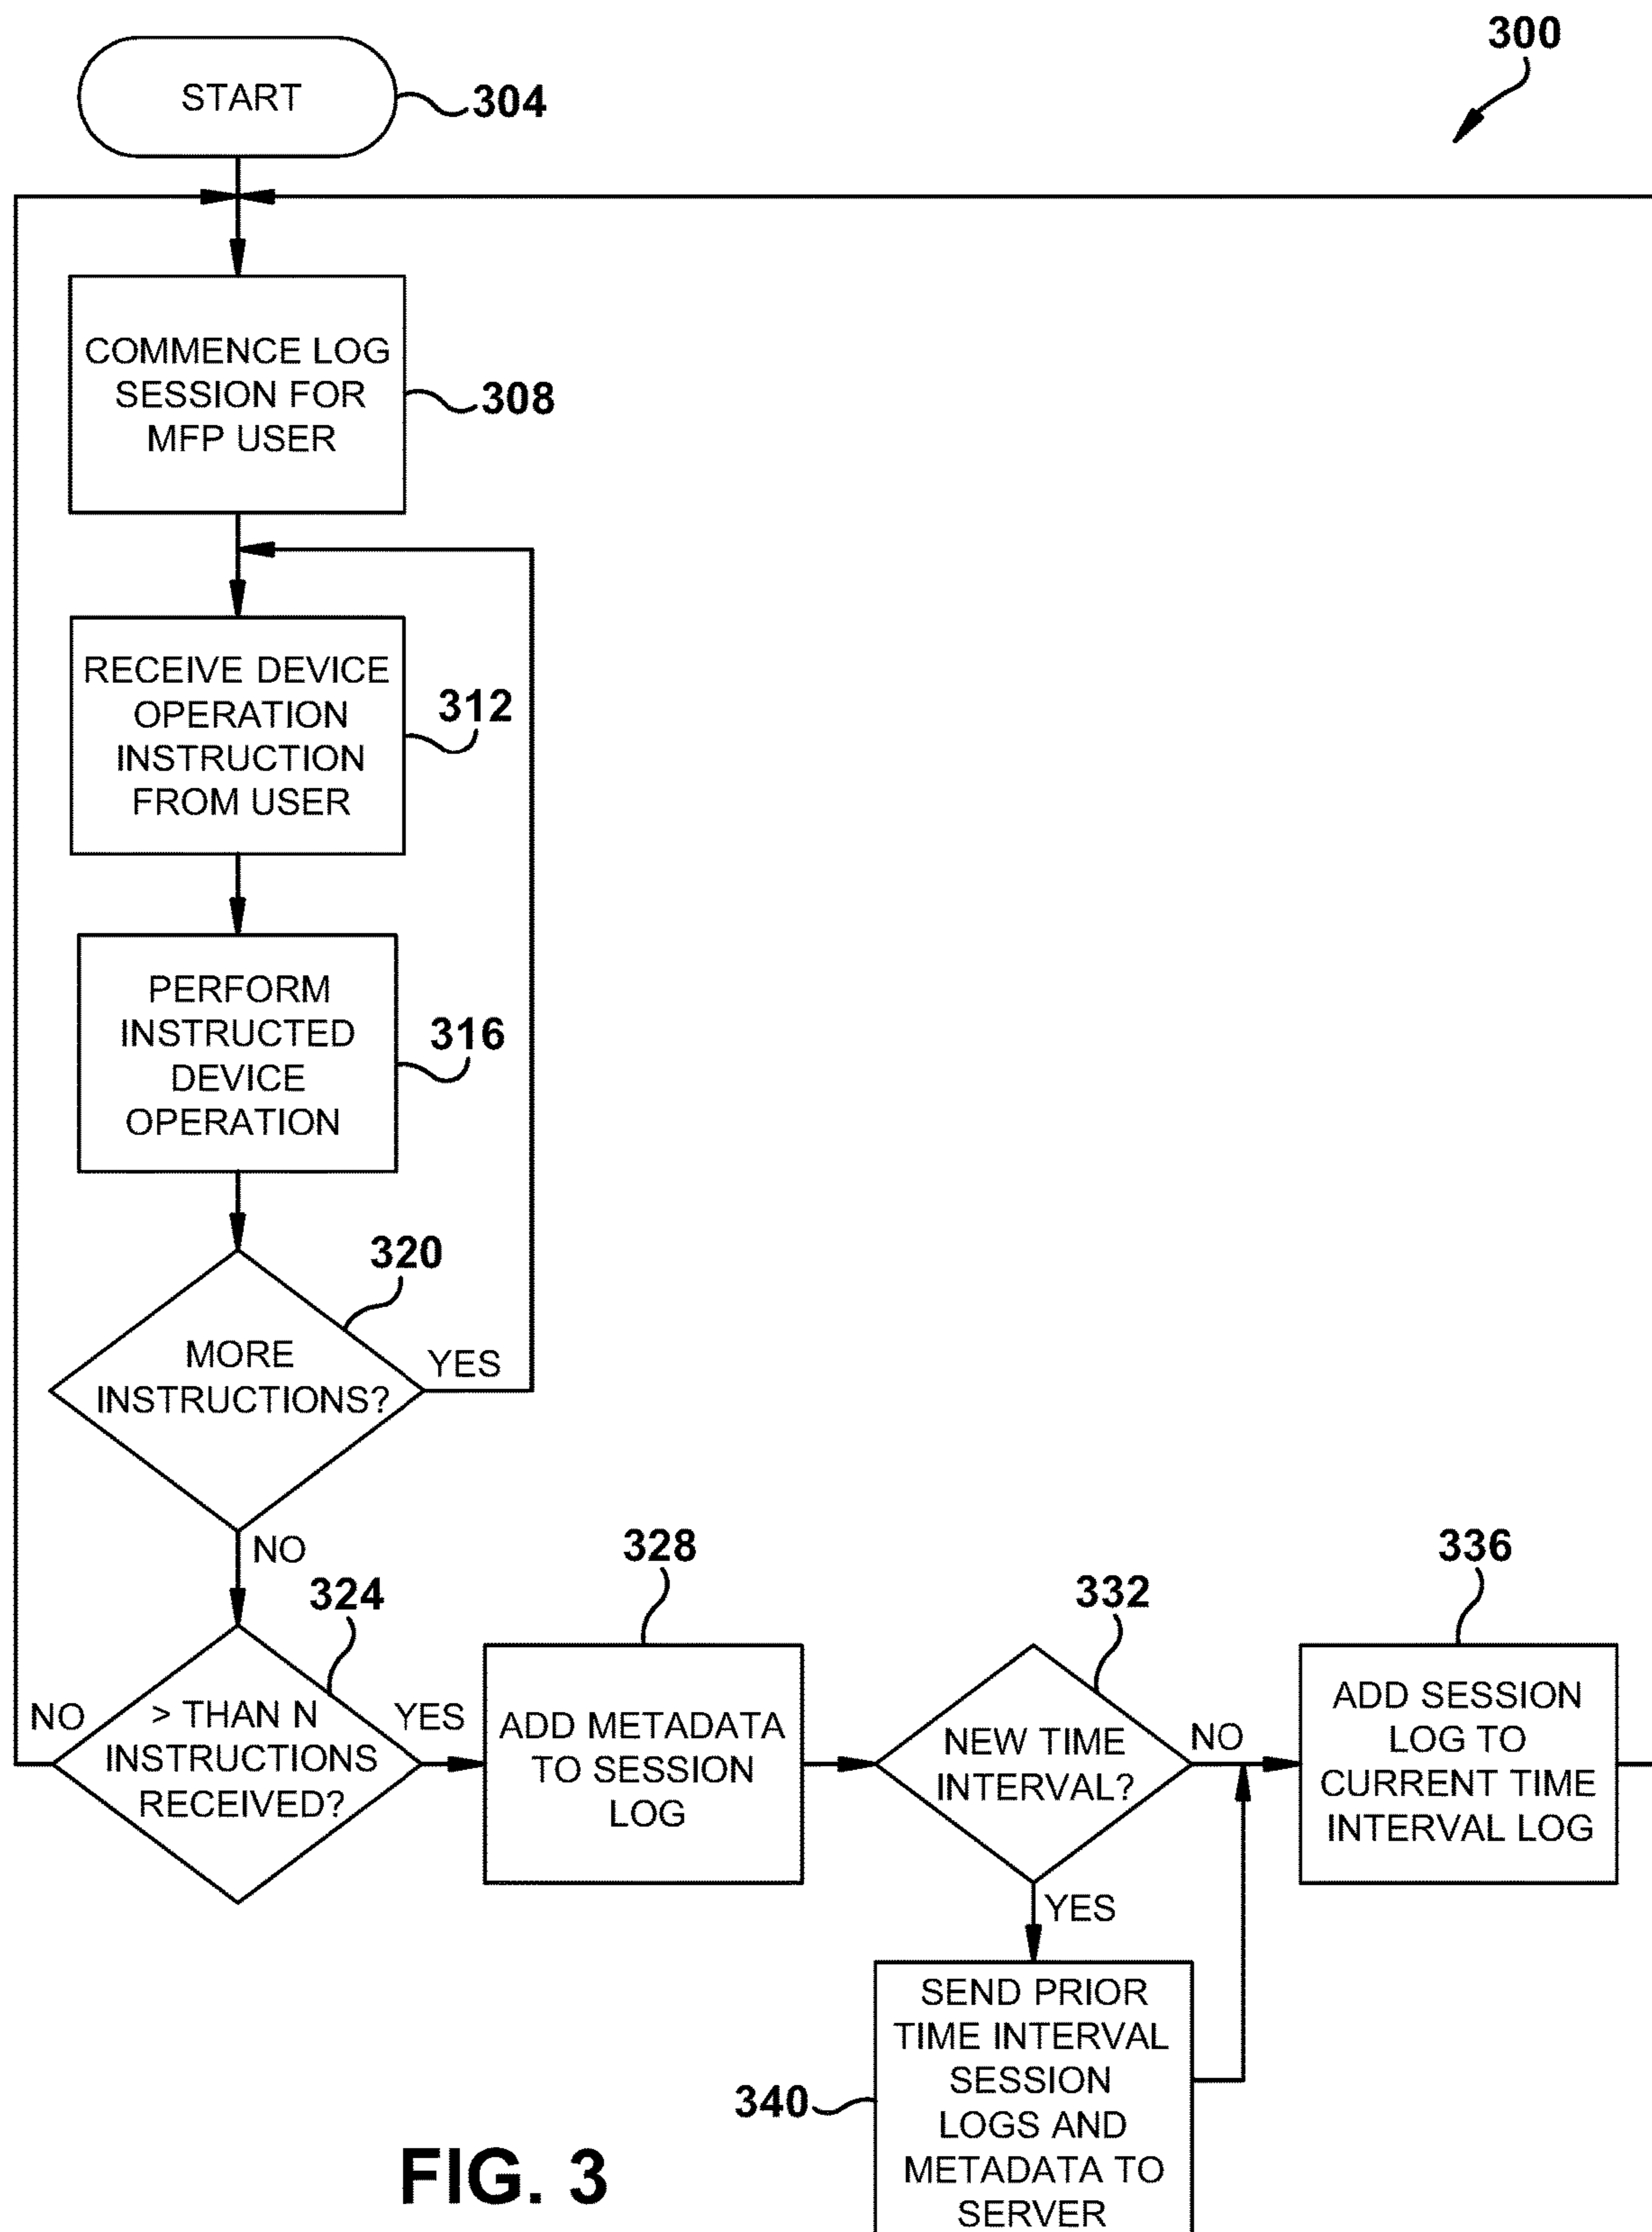 300
START
304
COMMENCE LOG
SESSION FOR
MFP USER
308
RECEIVE DEVICE
OPERATION
INSTRUCTION
FROM USER
312
PERFORM
INSTRUCTED
DEVICE
OPERATION
316
320
MORE
INSTRUCTIONS?
YES
NO
324
> THAN N
INSTRUCTIONS
RECEIVED?
NO
YES
328
ADD METADATA
TO SESSION
LOG
332
NEW TIME
INTERVAL?
NO
YES
336
ADD SESSION
LOG TO
CURRENT TIME
INTERVAL LOG
340
SEND PRIOR
TIME INTERVAL
SESSION
LOGS AND
METADATA TO
SERVER
FIG. 3